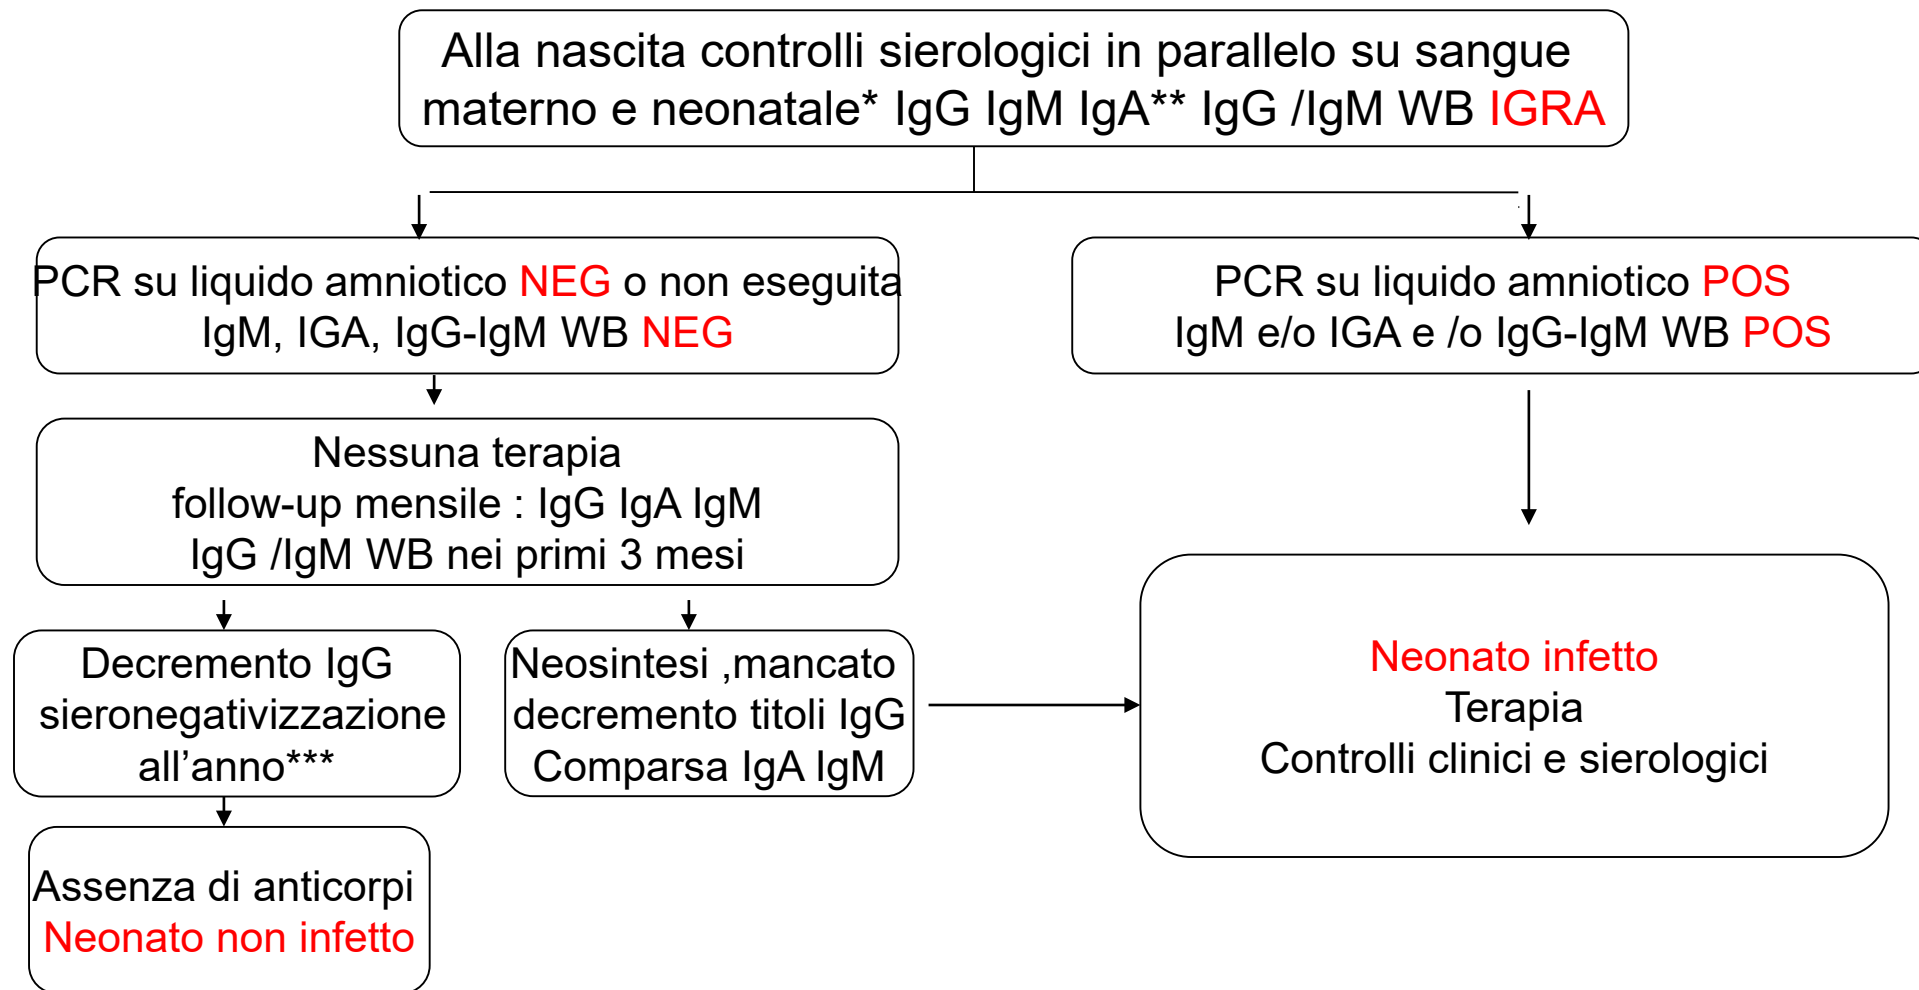 Alla nascita controlli sierologici in parallelo su sangue
materno e neonatale* IgG IgM IgA** IgG /IgM WB IGRA
PCR su liquido amniotico NEG o non eseguita
IgM, IGA, IgG-IgM WB NEG
PCR su liquido amniotico POS
IgM e/o IGA e /o IgG-IgM WB POS
Nessuna terapia
follow-up mensile : IgG IgA IgM
IgG /IgM WB nei primi 3 mesi
Decremento IgG
sieronegativizzazione
all’anno***
Neosintesi ,mancato
decremento titoli IgG
Comparsa IgA IgM
Neonato infetto
Terapia
Controlli clinici e sierologici
Assenza di anticorpi
Neonato non infetto